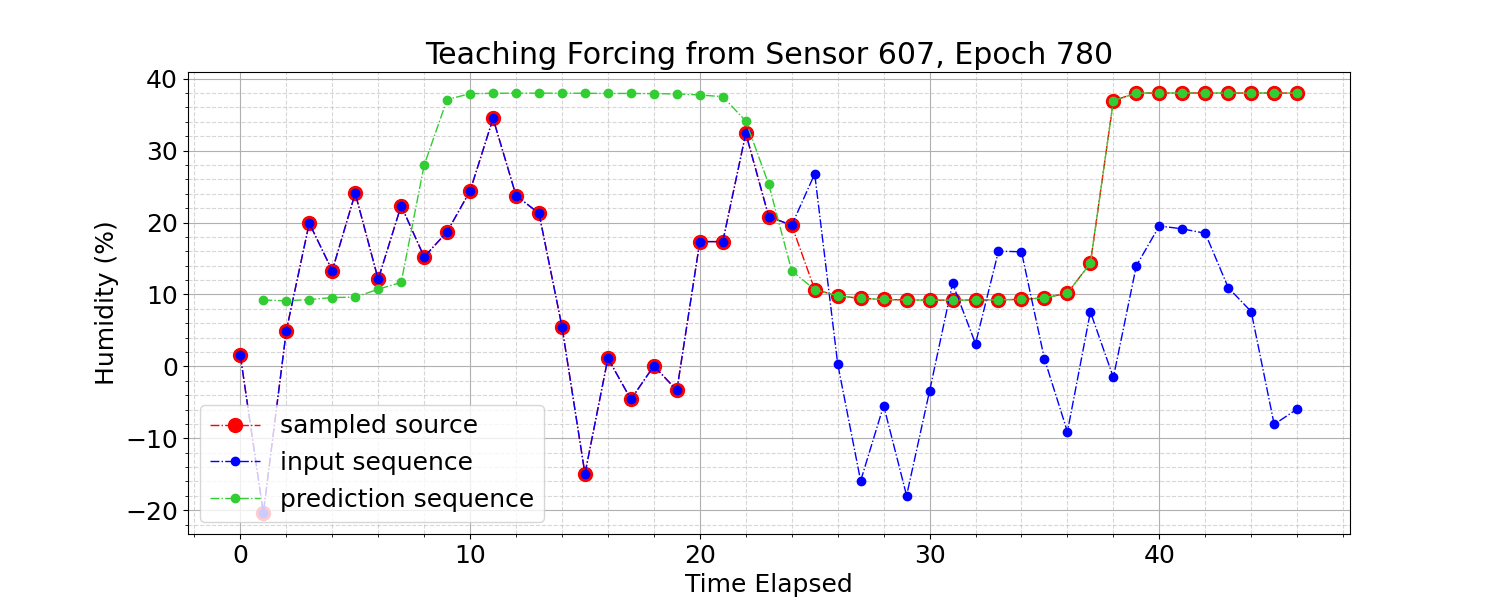 Teaching Forcing from Sensor 607, Epoch 780
40
30
20
10
0
−10
−20
Humidity (%)
sampled source
input sequence
prediction sequence
0 10 20 30 40
Time Elapsed